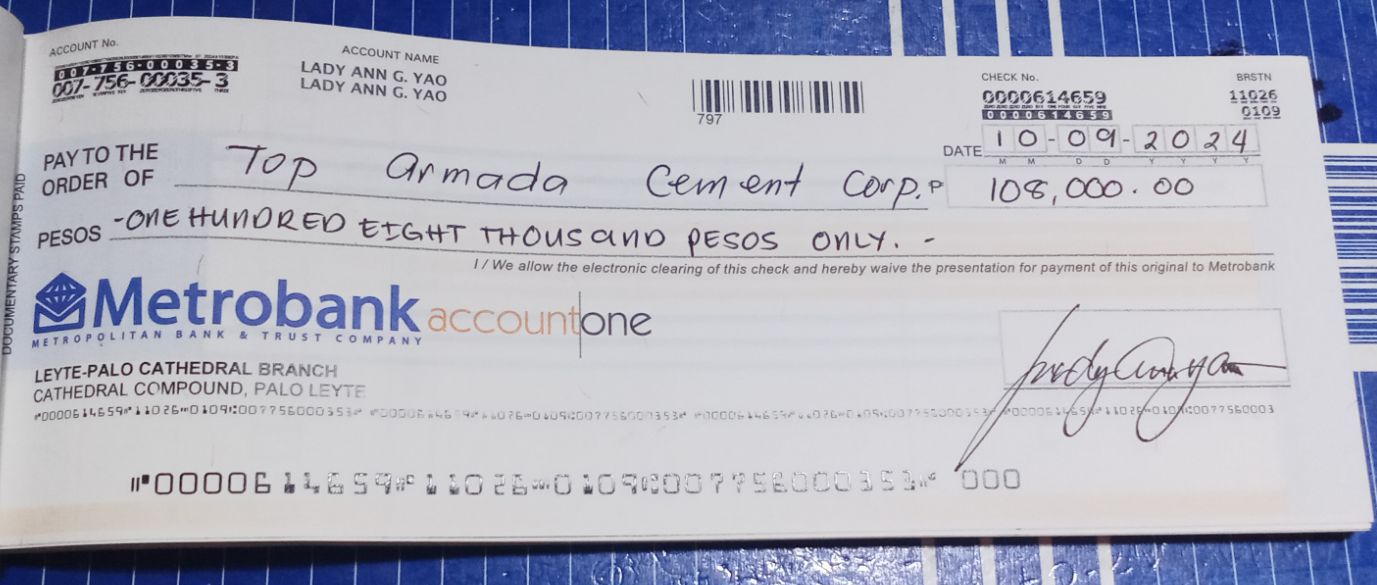 ACCOUNT No.
007-756-00035-3
007-756-00035-3
ACCOUNT NAME
LADY ANN G. YAO
LADY ANN G. YAO
797
CHECK No.
0000614659
0000614659
BRSTN
11026
0109
DATE 10-09-2024
M M D D Y Y Y Y
PAY TO THE ORDER OF Top Armada Cement Corp. P 108,000.00
PESOS -ONE HUNDRED EIGHT THOUSAND PESOS ONLY. -
I / We allow the electronic clearing of this check and hereby waive the presentation for payment of this original to Metrobank
DOCUMENTARY STAMPS PAID
Metrobank accountone
METROPOLITAN BANK & TRUST COMPANY
LEYTE-PALO CATHEDRAL BRANCH
CATHEDRAL COMPOUND, PALO LEYTE
⑈0000614659⑈11026⑉0109⑆007756000353⑈ 000